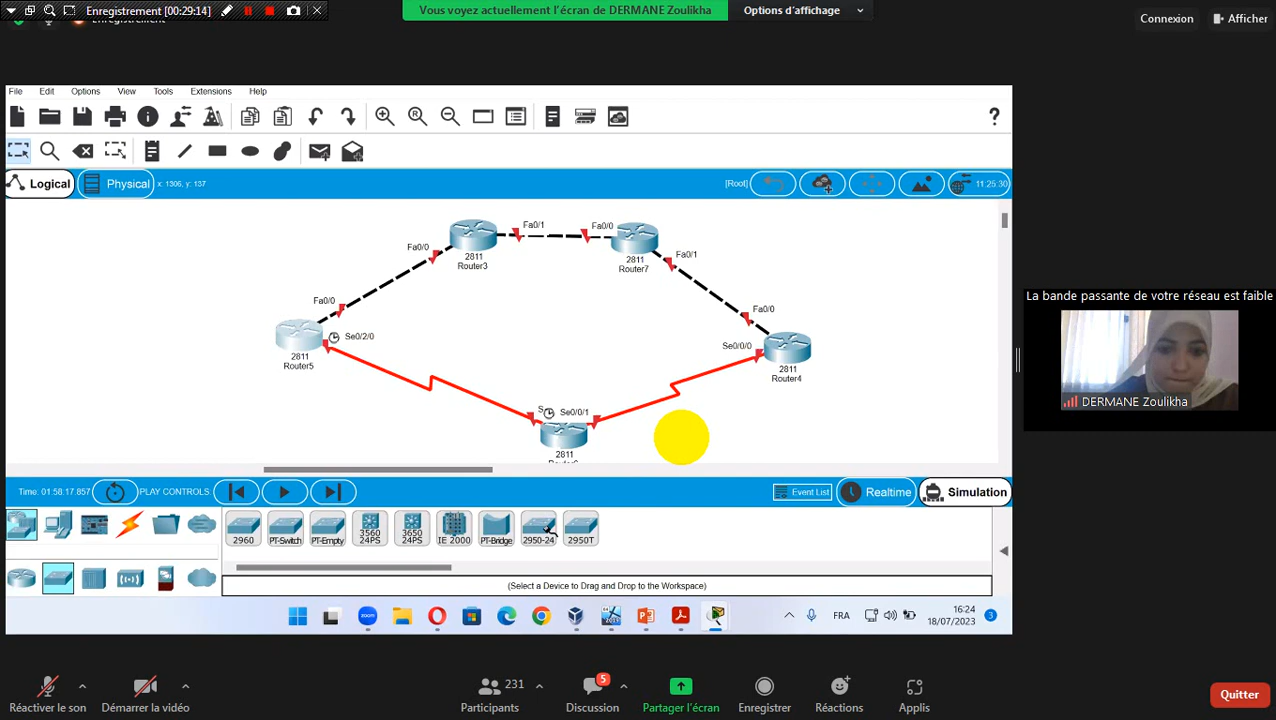 Enregistrement [00:29:14]
Vous voyez actuellement l'écran de DERMANE Zoulikha
Options d'affichage
Connexion
Afficher
Enregistrement
File Edit Options View Tools Extensions Help
?
Logical
Physical
x: 1306, y: 137
[Root]
11:25:30
Fa0/1
Fa0/0
2811
Router3
2811
Router7
Fa0/0
Fa0/1
Fa0/0
Fa0/0
2811
Router5
Se0/2/0
Se0/0/0
2811
Router4
S
Se0/0/1
2811
La bande passante de votre réseau est faible
DERMANE Zoulikha
Time: 01:58:17.857
PLAY CONTROLS:
Event List
Realtime
Simulation
2960
PT-Switch
PT-Empty
3560
24PS
3650
24PS
IE 2000
PT-Bridge
2950-24
2950T
(Select a Device to Drag and Drop to the Workspace)
zoom
FRA
16:24
18/07/2023
3
Réactiver le son
Démarrer la vidéo
231
Participants
5
Discussion
Partager l'écran
Enregistrer
Réactions
Applis
Quitter